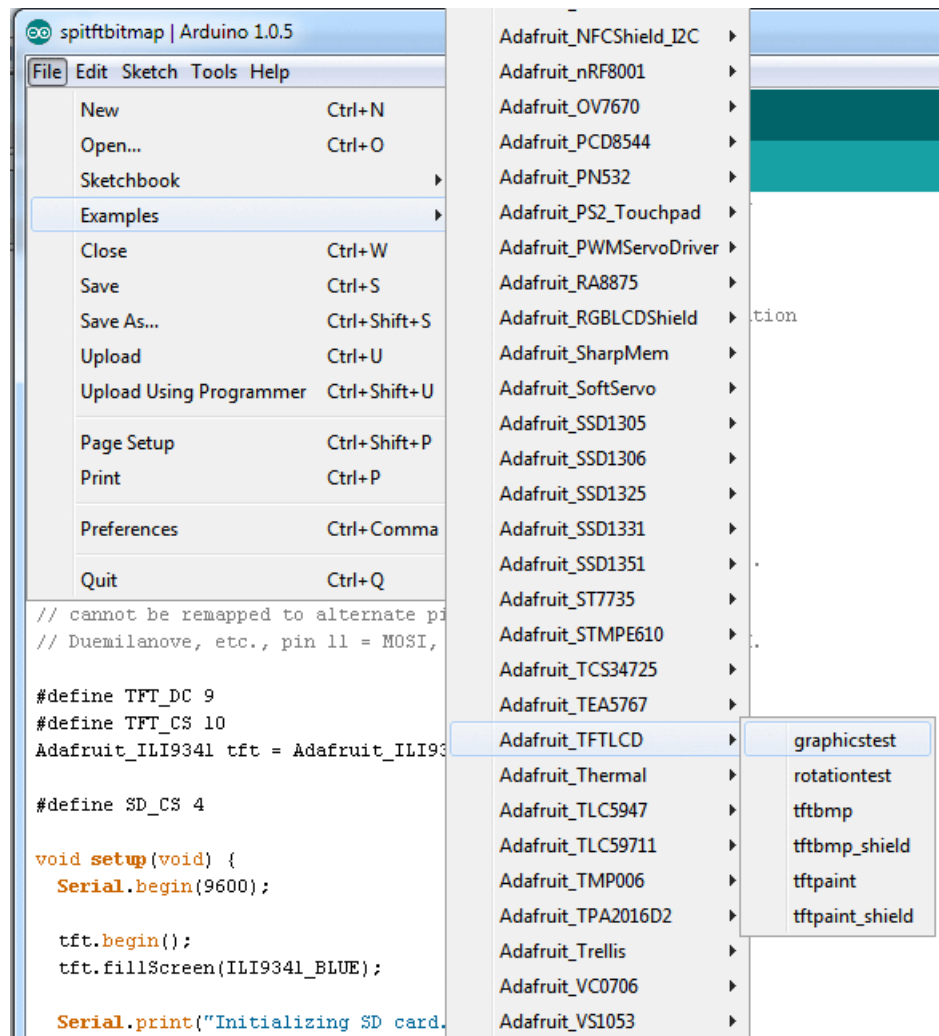 spitftbitmap | Arduino 1.0.5
File Edit Sketch Tools Help
New Ctrl+N
Open... Ctrl+O
Sketchbook
Examples
Close Ctrl+W
Save Ctrl+S
Save As... Ctrl+Shift+S
Upload Ctrl+U
Upload Using Programmer Ctrl+Shift+U
Page Setup Ctrl+Shift+P
Print Ctrl+P
Preferences Ctrl+Comma
Quit Ctrl+Q
Adafruit_NFCShield_I2C
Adafruit_nRF8001
Adafruit_OV7670
Adafruit_PCD8544
Adafruit_PN532
Adafruit_PS2_Touchpad
Adafruit_PWMServoDriver
Adafruit_RA8875
Adafruit_RGBLCDShield
Adafruit_SharpMem
Adafruit_SoftServo
Adafruit_SSD1305
Adafruit_SSD1306
Adafruit_SSD1325
Adafruit_SSD1331
Adafruit_SSD1351
Adafruit_ST7735
Adafruit_STMPE610
Adafruit_TCS34725
Adafruit_TEA5767
Adafruit_TFTLCD
Adafruit_Thermal
Adafruit_TLC5947
Adafruit_TLC59711
Adafruit_TMP006
Adafruit_TPA2016D2
Adafruit_Trellis
Adafruit_VC0706
Adafruit_VS1053
graphicstest
rotationtest
tftbmp
tftbmp_shield
tftpaint
tftpaint_shield
tion
// cannot be remapped to alternate pi
// Duemilanove, etc., pin 11 = MOSI,
#define TFT_DC 9
#define TFT_CS 10
Adafruit_ILI9341 tft = Adafruit_ILI93
#define SD_CS 4
void setup(void) {
Serial.begin(9600);
tft.begin();
tft.fillScreen(ILI9341_BLUE);
Serial.print("Initializing SD card.